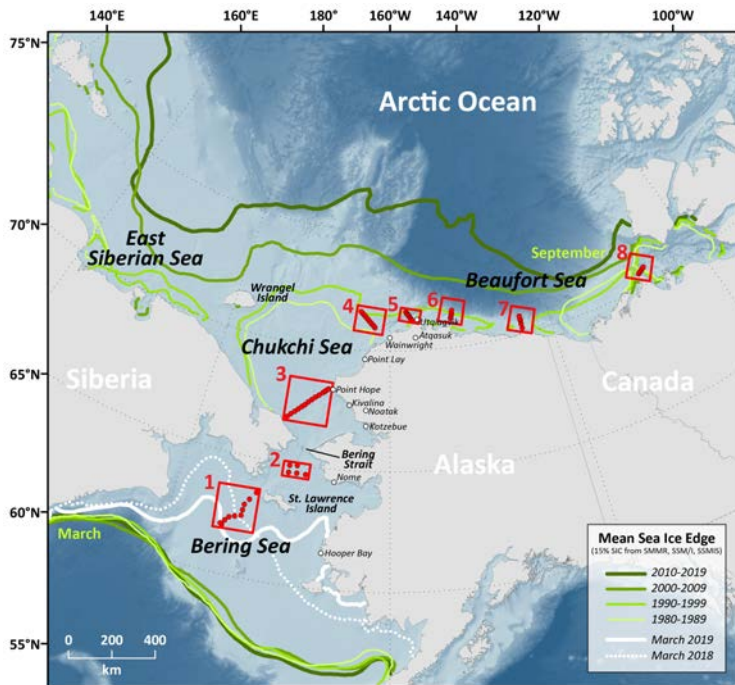 140°E
160°E
180°
160°W
140°W
120°W
100°W
75°N
70°N
65°N
60°N
55°N
Arctic Ocean
East
Siberian Sea
September
8
Beaufort Sea
Wrangel
Island
4
5
6
7
Utqiagvik
Atqasuk
Wainwright
Chukchi Sea
Point Lay
Siberia
Canada
3
Point Hope
Kivalina
Noatak
Kotzebue
Bering
Strait
Alaska
2
Nome
1
St. Lawrence
Island
March
Bering Sea
Hooper Bay
Mean Sea Ice Edge
(15% SIC from SMMR, SSM/I, SSMIS)
2010-2019
2000-2009
1990-1999
1980-1989
March 2019
March 2018
0 200 400
km